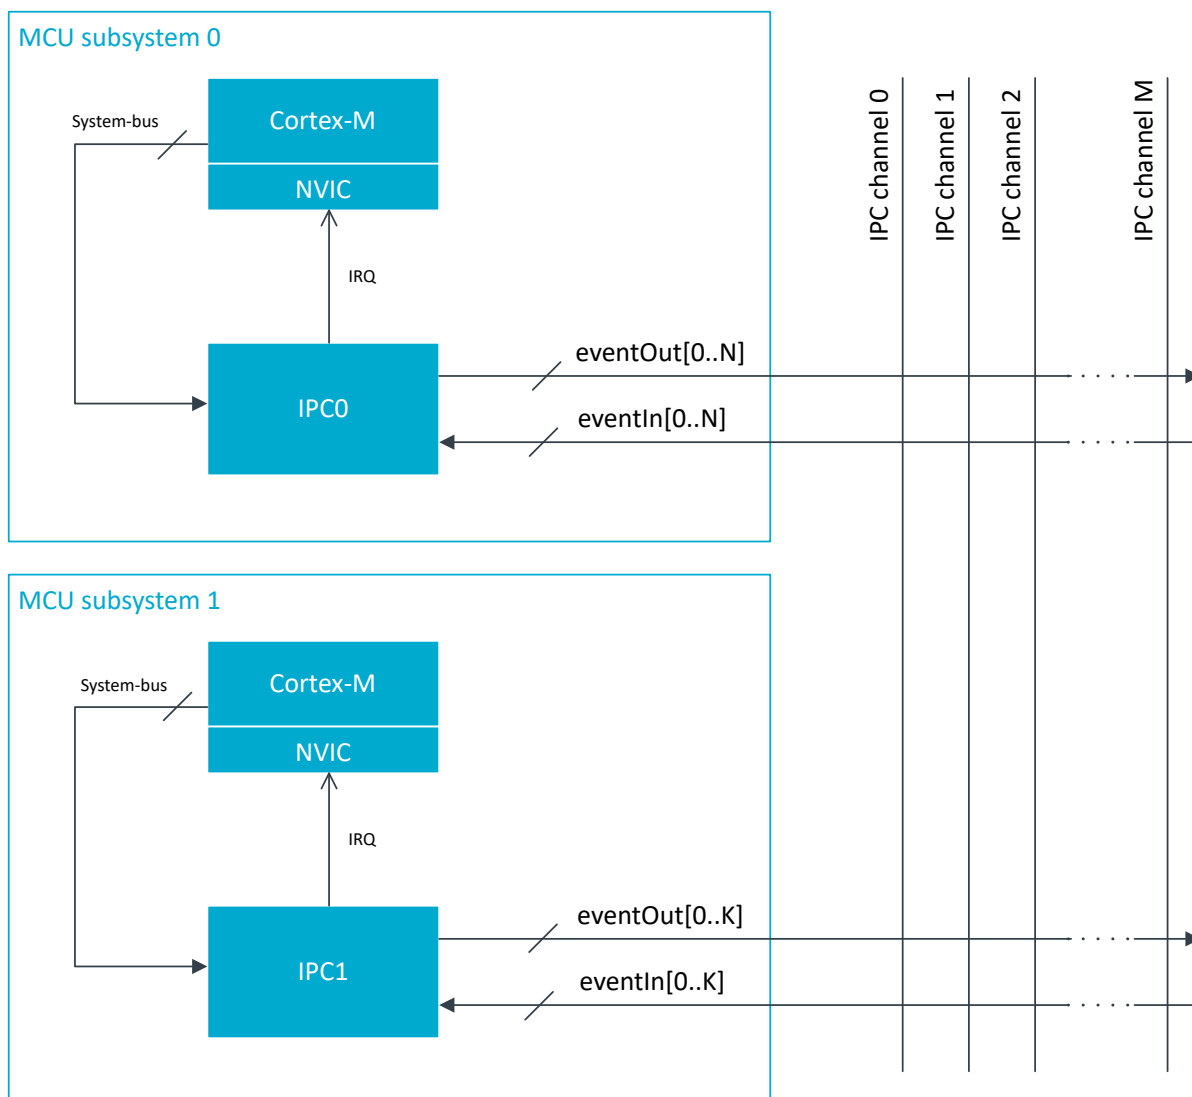 MCU subsystem 0
System-bus
Cortex-M
NVIC
IRQ
IPC0
eventOut[0..N]
eventIn[0..N]
IPC channel 0
IPC channel 1
IPC channel 2
IPC channel M
MCU subsystem 1
System-bus
Cortex-M
NVIC
IRQ
IPC1
eventOut[0..K]
eventIn[0..K]